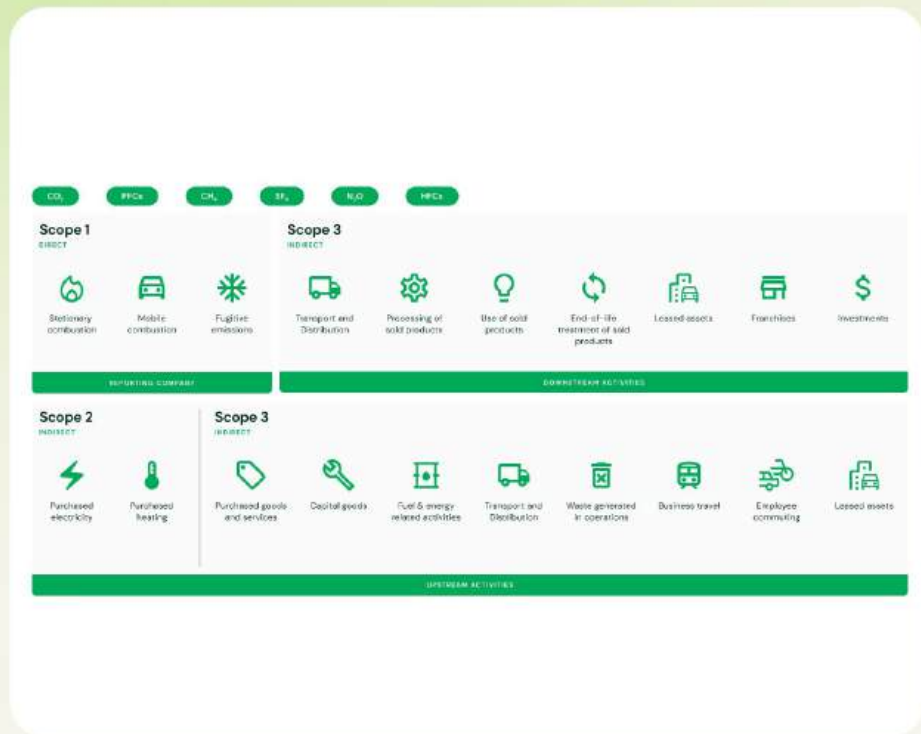 CO₂ PFCs CH₄ SF₆ N₂O HFCs
Scope 1
DIRECT
Stationary
combustion
Mobile
combustion
Fugitive
emissions
REPORTING COMPANY
Scope 3
INDIRECT
Transport and
Distribution
Processing of
sold products
Use of sold
products
End-of-life
treatment of sold
products
Leased assets
Franchises
Investments
DOWNSTREAM ACTIVITIES
Scope 2
INDIRECT
Purchased
electricity
Purchased
heating
Scope 3
INDIRECT
Purchased goods
and services
Capital goods
Fuel & energy
related activities
Transport and
Distribution
Waste generated
in operations
Business travel
Employee
commuting
Leased assets
UPSTREAM ACTIVITIES